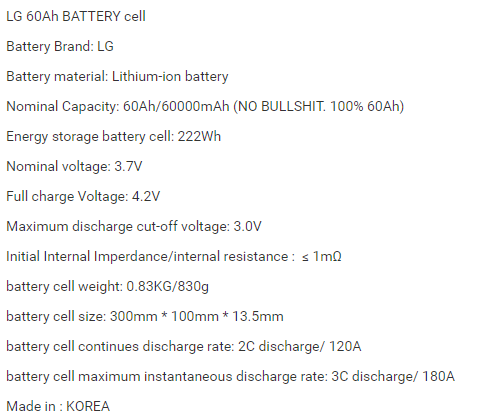 LG 60Ah BATTERY cell
Battery Brand: LG
Battery material: Lithium-ion battery
Nominal Capacity: 60Ah/60000mAh (NO BULLSHIT. 100% 60Ah)
Energy storage battery cell: 222Wh
Nominal voltage: 3.7V
Full charge Voltage: 4.2V
Maximum discharge cut-off voltage: 3.0V
Initial Internal Imperdance/internal resistance : ≤ 1mΩ
battery cell weight: 0.83KG/830g
battery cell size: 300mm * 100mm * 13.5mm
battery cell continues discharge rate: 2C discharge/ 120A
battery cell maximum instantaneous discharge rate: 3C discharge/ 180A
Made in : KOREA